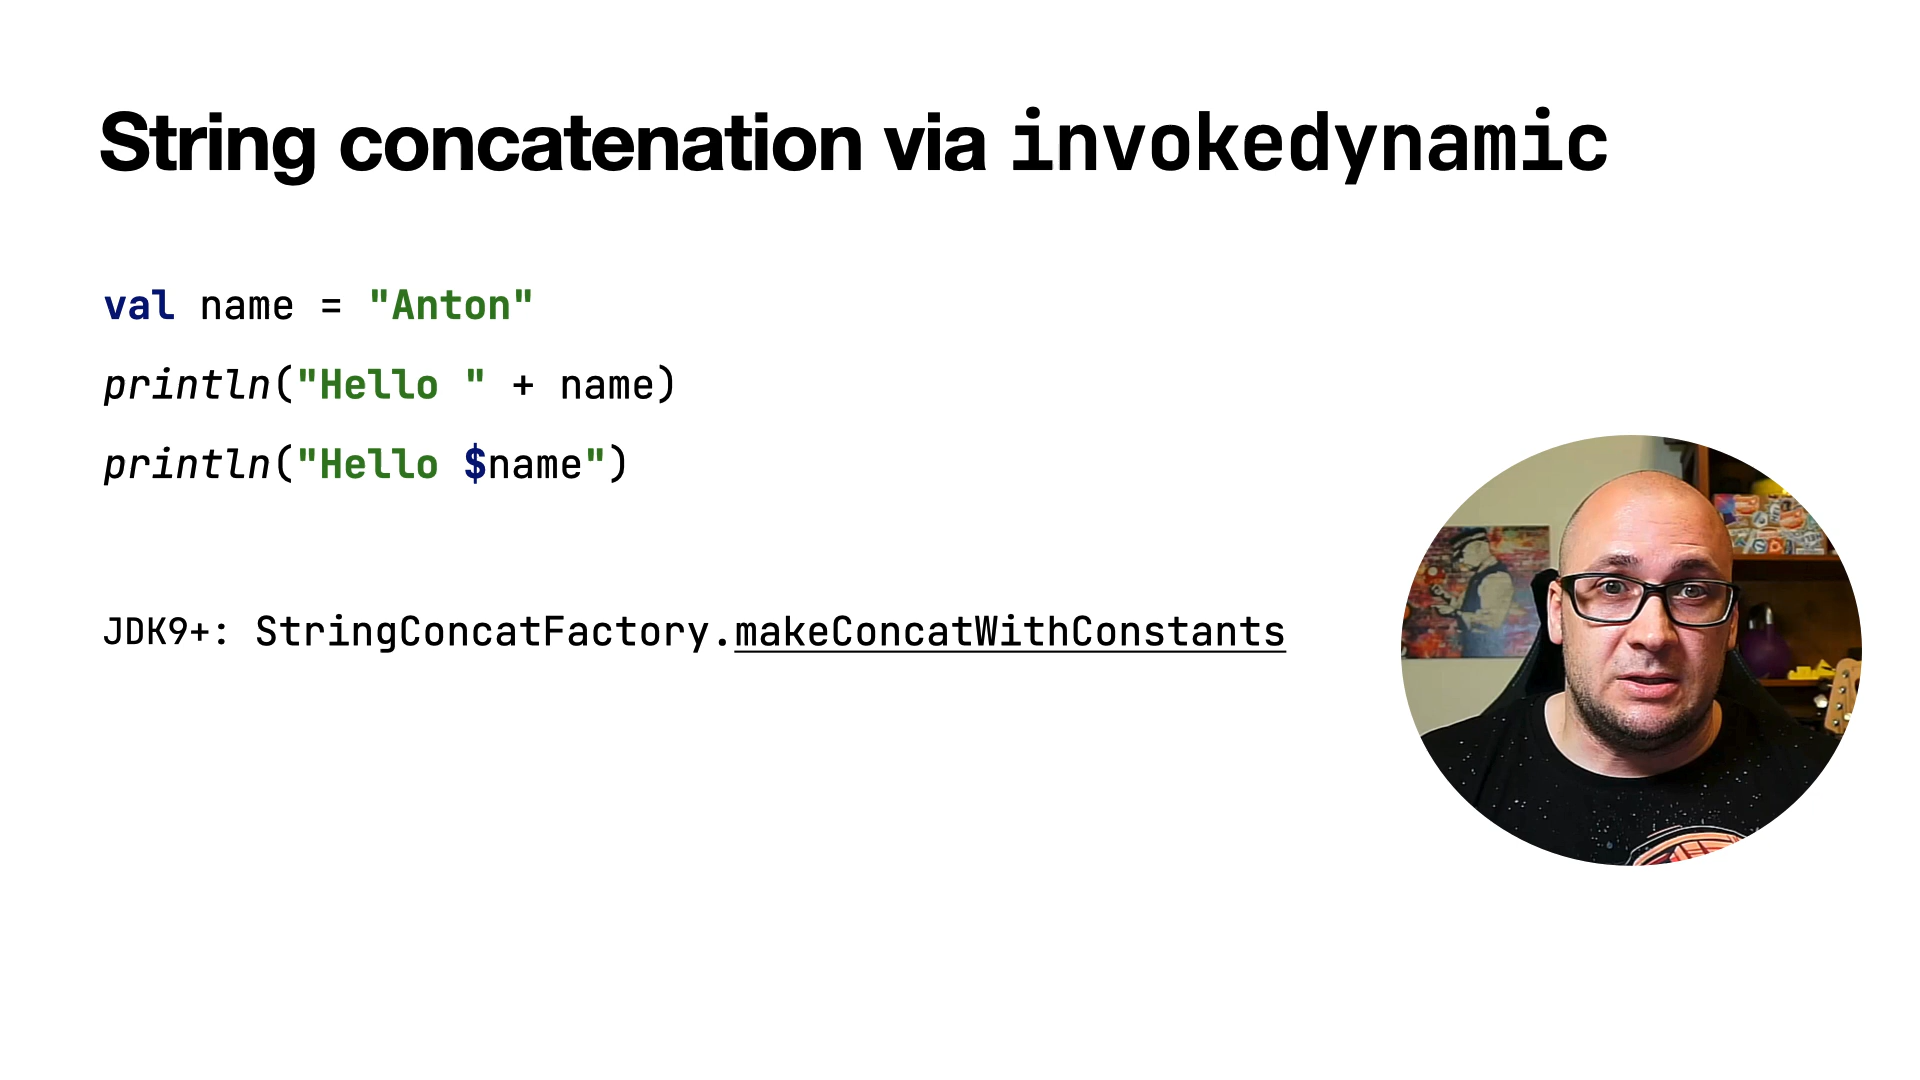 String concatenation via invokedynamic
val name = "Anton"
println("Hello " + name)
println("Hello $name")
JDK9+: StringConcatFactory.makeConcatWithConstants